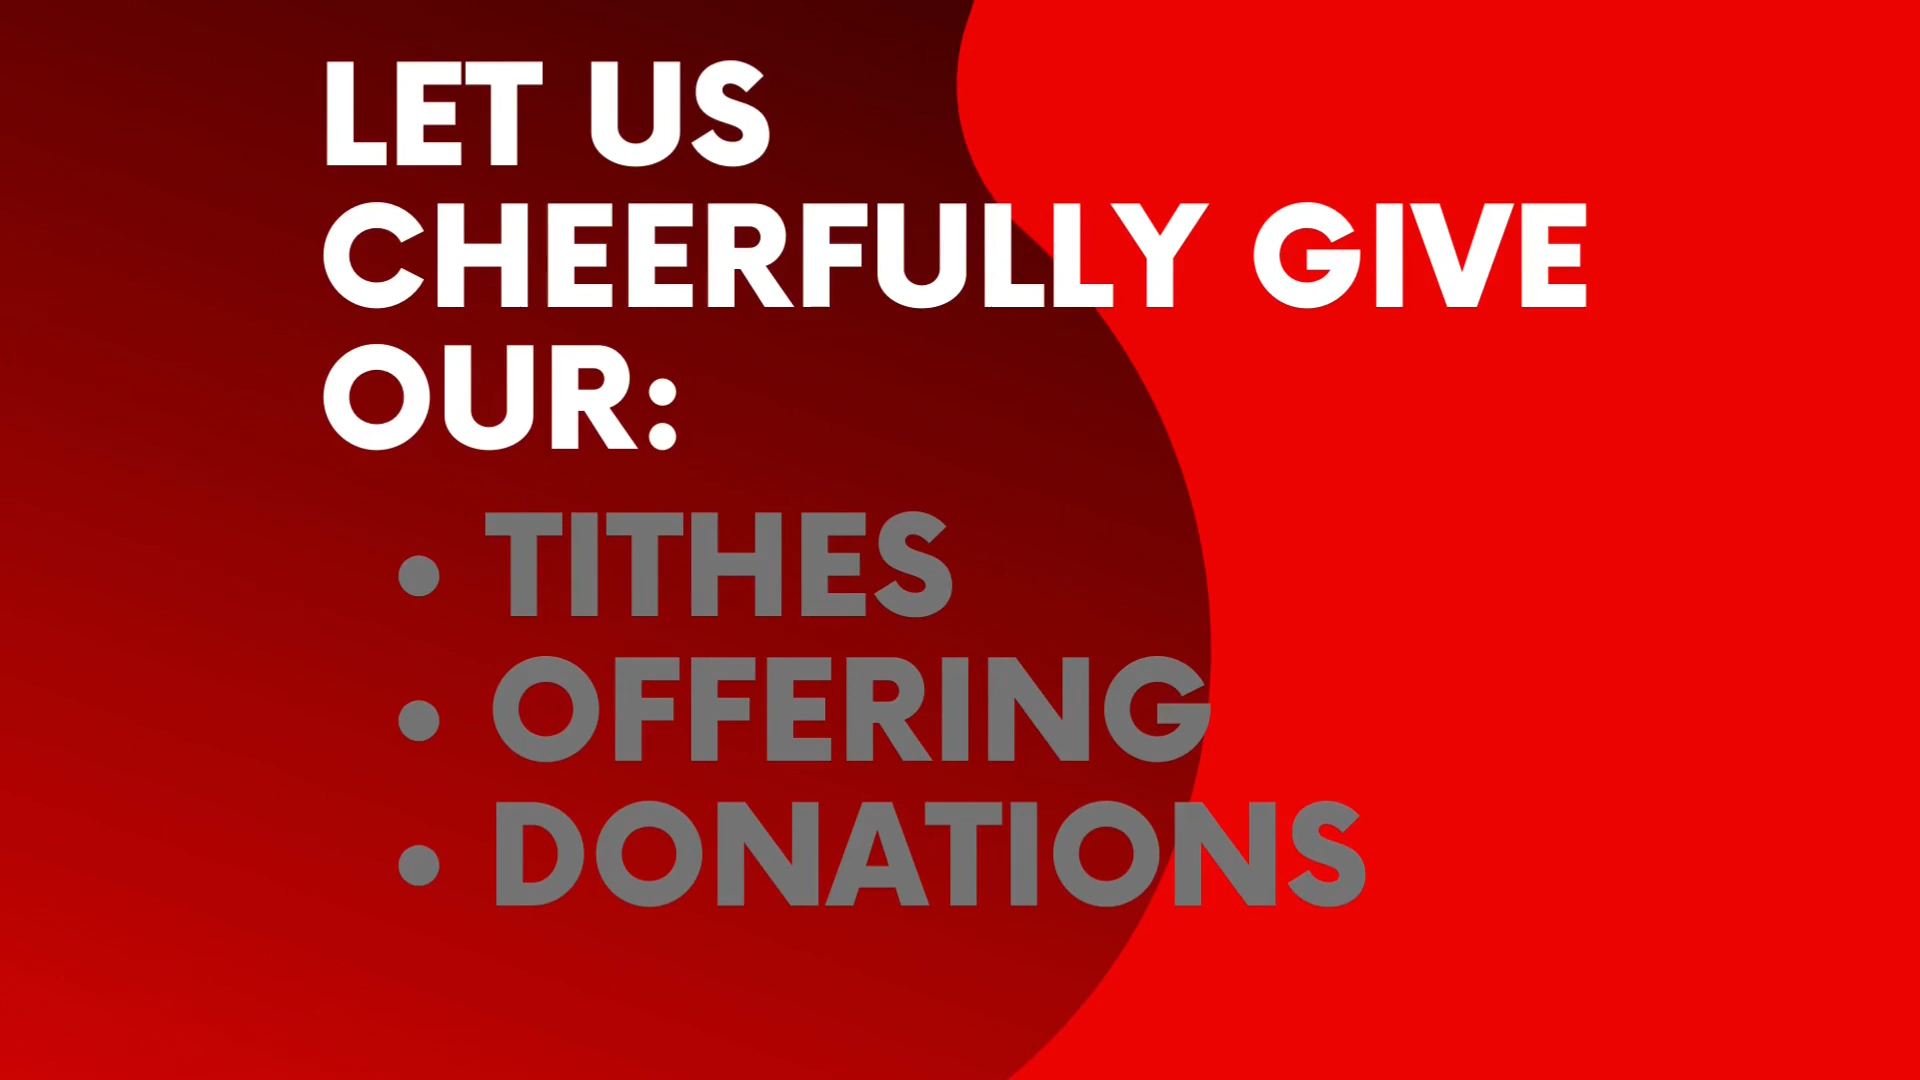 LET US
CHEERFULLY GIVE
OUR:
• TITHES
• OFFERING
• DONATIONS